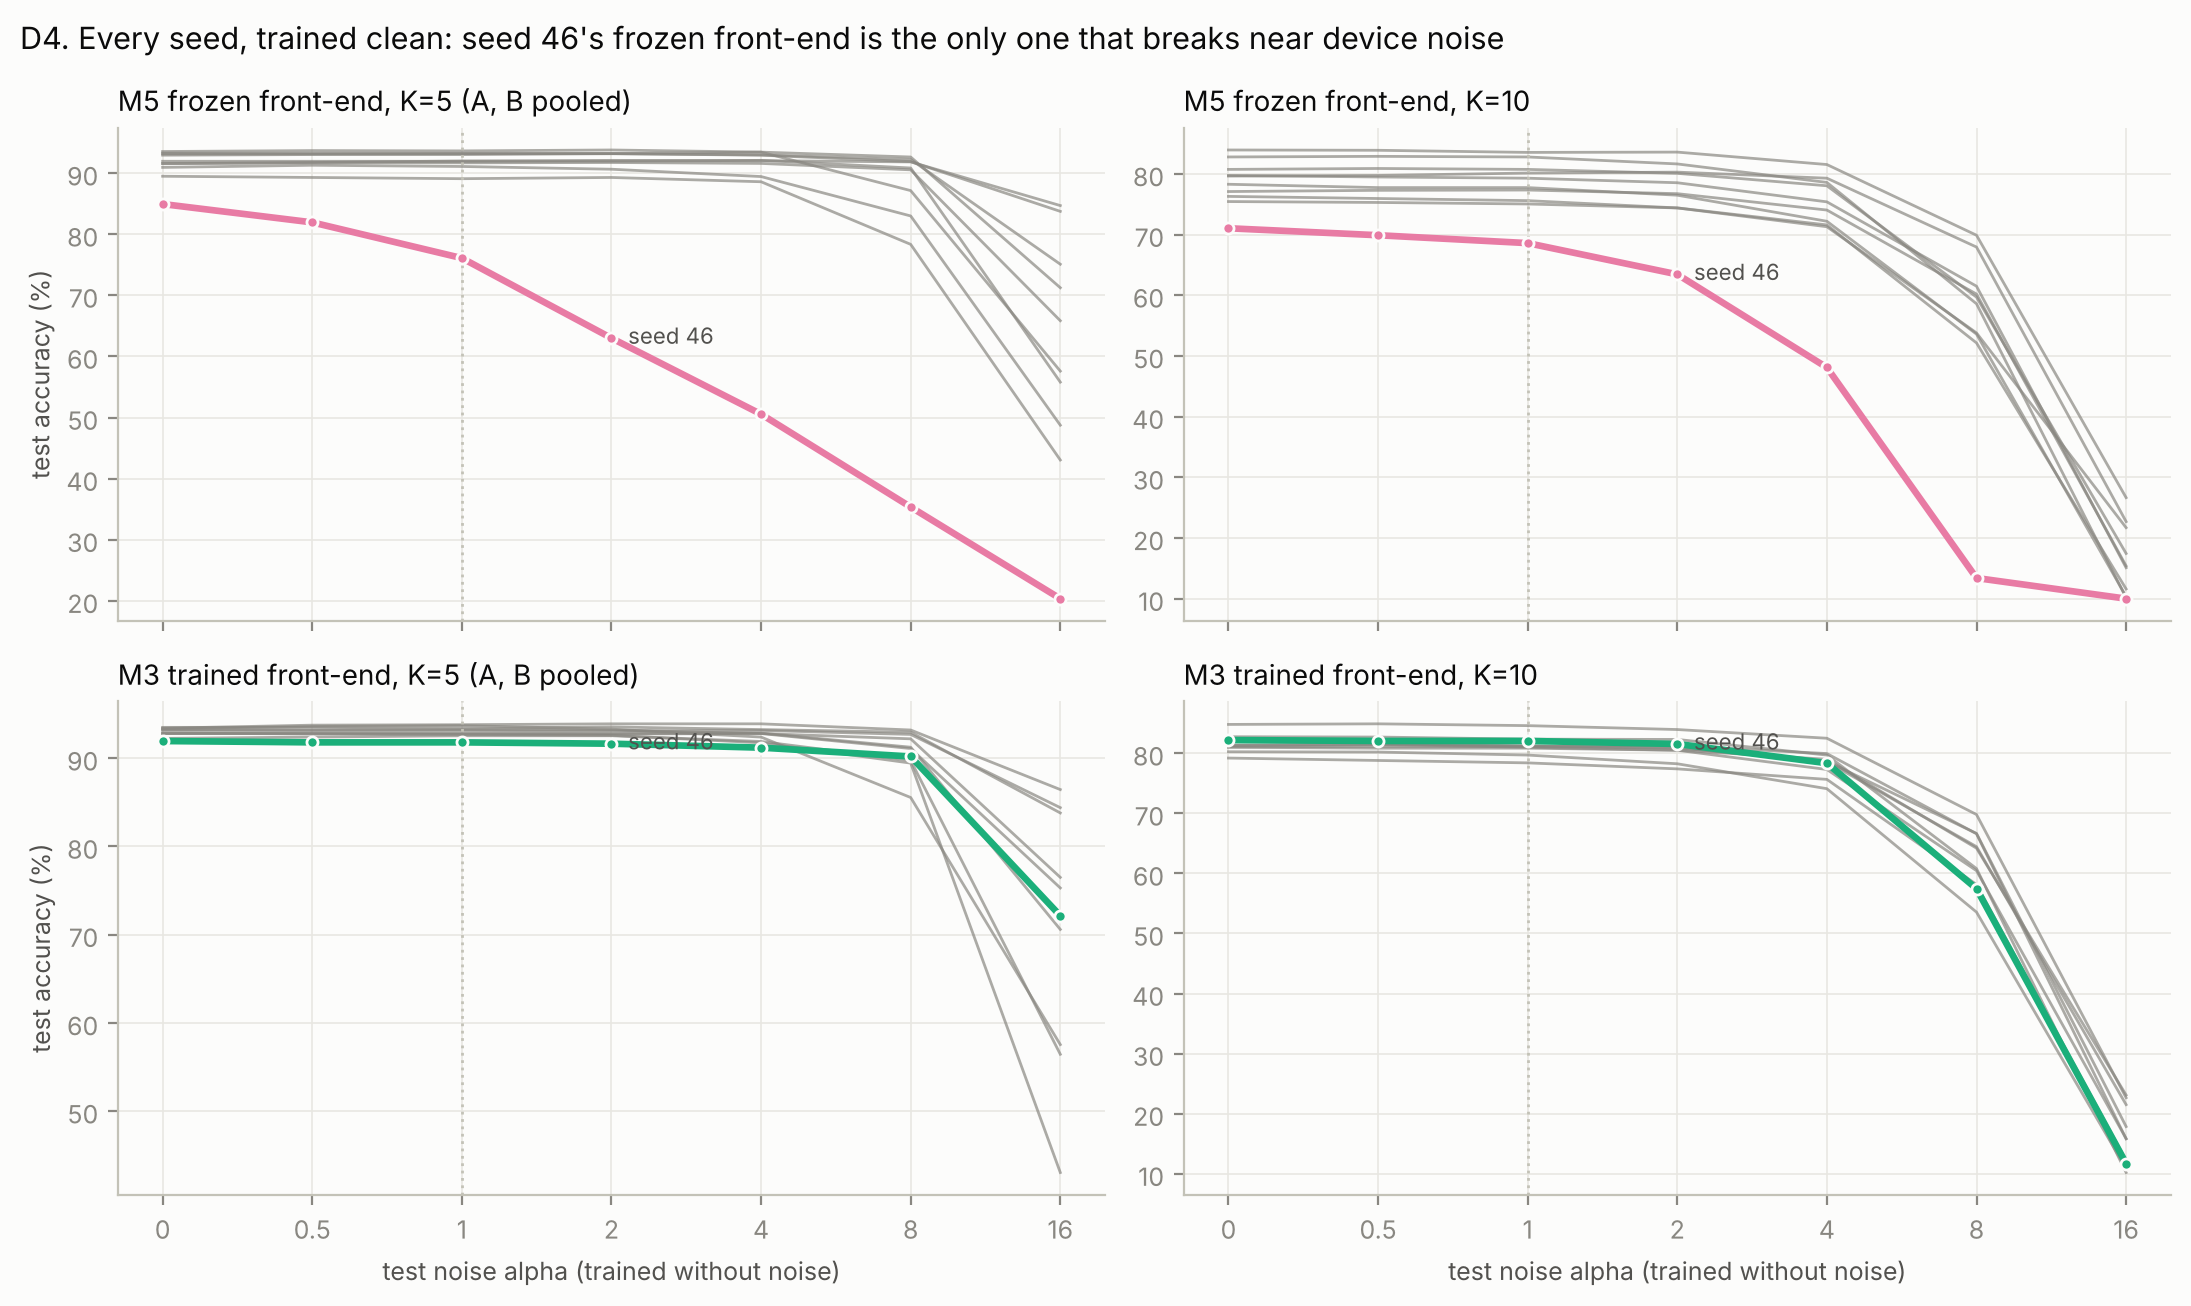 D4. Every seed, trained clean: seed 46's frozen front-end is the only one that breaks near device noise
M5 frozen front-end, K=5 (A, B pooled)
test accuracy (%)
90
80
70
60
50
40
30
20
seed 46
M5 frozen front-end, K=10
80
70
60
50
40
30
20
10
seed 46
M3 trained front-end, K=5 (A, B pooled)
test accuracy (%)
90
80
70
60
50
seed 46
0 0.5 1 2 4 8 16
test noise alpha (trained without noise)
M3 trained front-end, K=10
80
70
60
50
40
30
20
10
seed 46
0 0.5 1 2 4 8 16
test noise alpha (trained without noise)